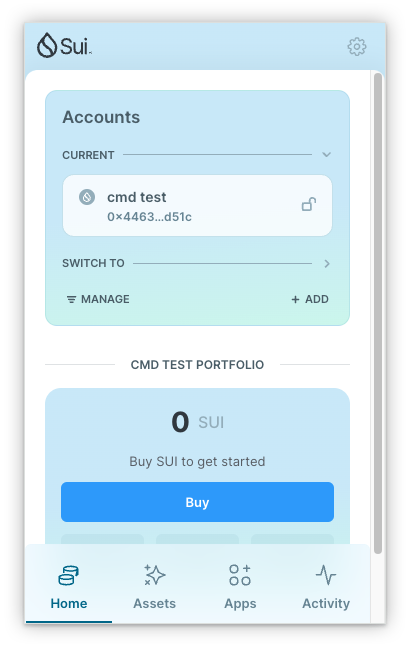 Sui
Accounts
CURRENT
cmd test
0×4463...d51c
SWITCH TO
MANAGE
+ ADD
CMD TEST PORTFOLIO
0 SUI
Buy SUI to get started
Buy
Home
Assets
Apps
Activity